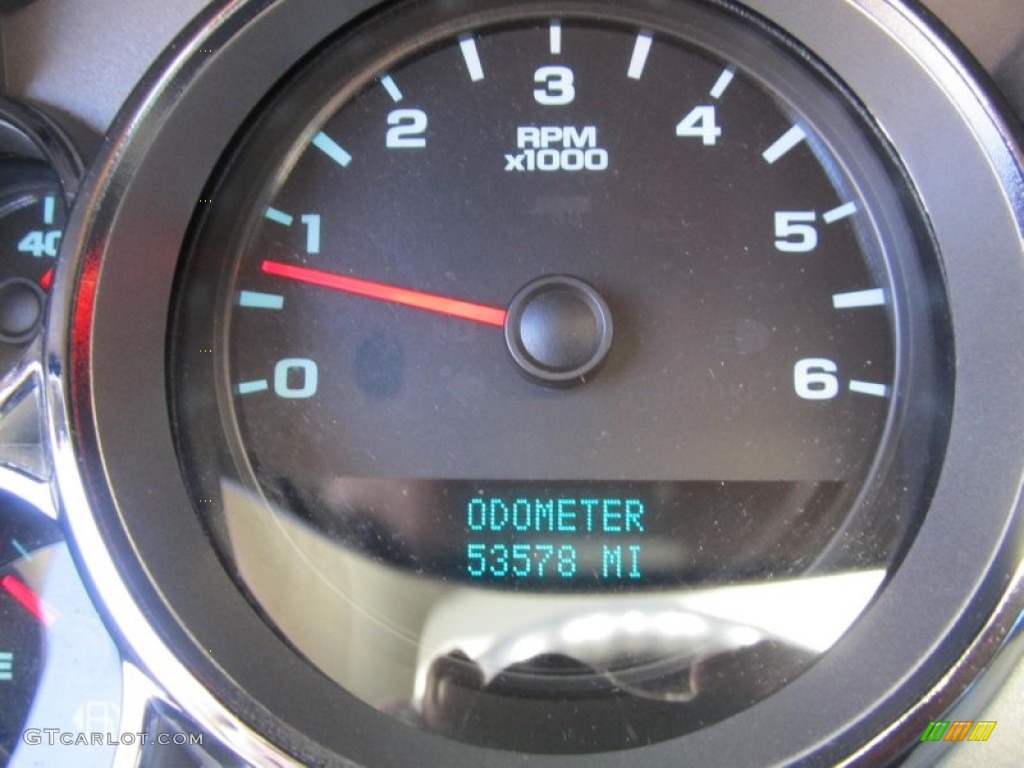 3
2
4
RPM
x1000
1
5
40
0
6
ODOMETER
53578 MI
E
GTCARLOT.COM